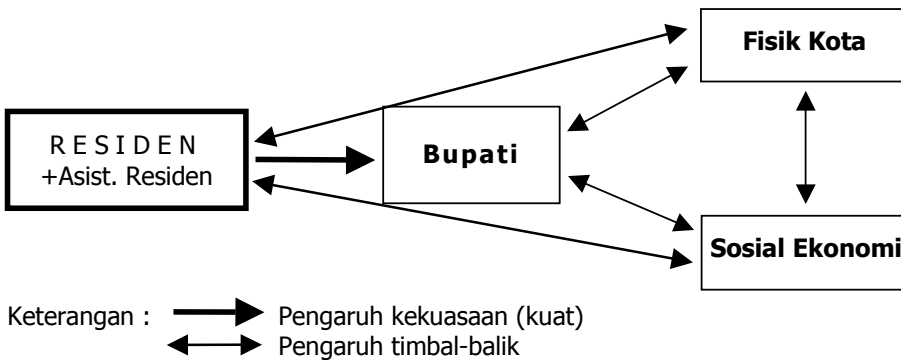 Fisik Kota
R E S I D E N
+Asist. Residen
Bupati
Sosial Ekonomi
Keterangan :
Pengaruh kekuasaan (kuat)
Pengaruh timbal-balik